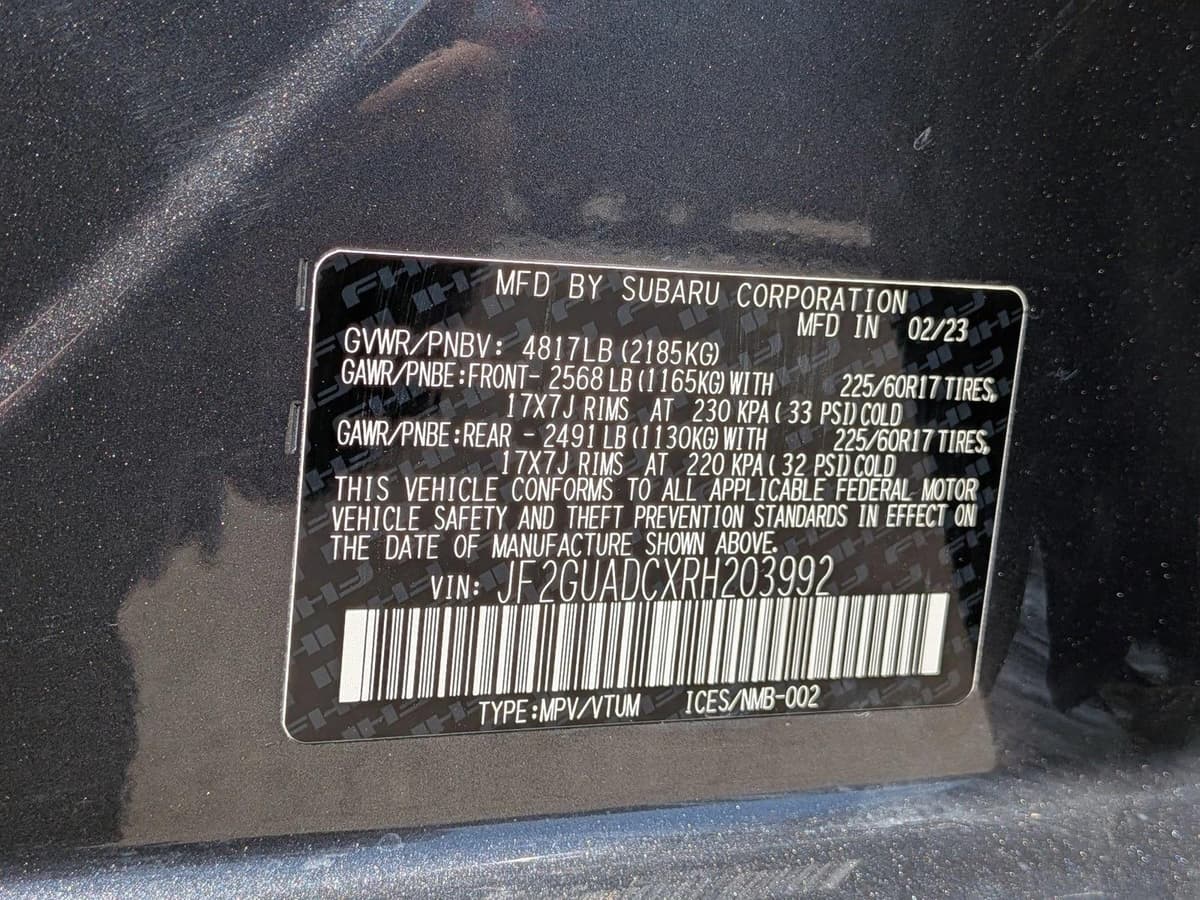 MFD BY SUBARU CORPORATION
MFD IN 02/23
GVWR/PNBV: 4817LB (2185KG)
GAWR/PNBE:FRONT- 2568 LB (1165KG) WITH 225/60R17 TIRES,
17X7J RIMS AT 230 KPA ( 33 PSI) COLD
GAWR/PNBE:REAR - 2491 LB (1130KG) WITH 225/60R17 TIRES,
17X7J RIMS AT 220 KPA ( 32 PSI) COLD
THIS VEHICLE CONFORMS TO ALL APPLICABLE FEDERAL MOTOR
VEHICLE SAFETY AND THEFT PREVENTION STANDARDS IN EFFECT ON
THE DATE OF MANUFACTURE SHOWN ABOVE.
VIN: JF2GUADCXRH203992
TYPE:MPV/VTUM ICES/NMB-002